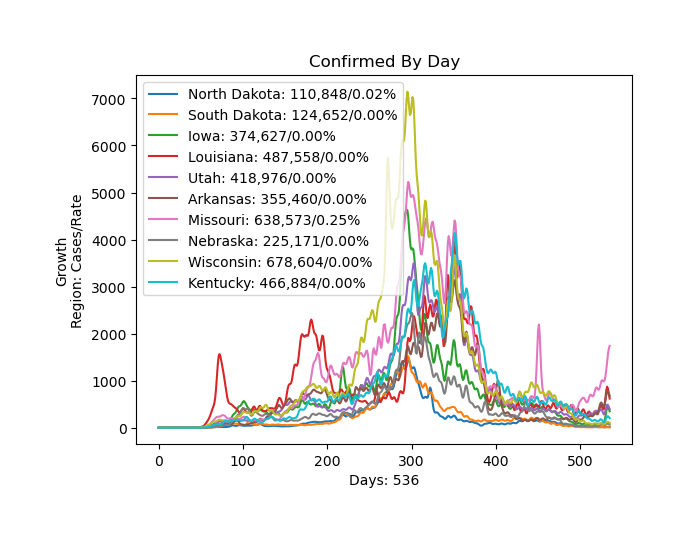 Confirmed By Day
Growth
Region: Cases/Rate
7000
6000
5000
4000
3000
2000
1000
0
North Dakota: 110,848/0.02%
South Dakota: 124,652/0.00%
Iowa: 374,627/0.00%
Louisiana: 487,558/0.00%
Utah: 418,976/0.00%
Arkansas: 355,460/0.00%
Missouri: 638,573/0.25%
Nebraska: 225,171/0.00%
Wisconsin: 678,604/0.00%
Kentucky: 466,884/0.00%
0 100 200 300 400 500
Days: 536